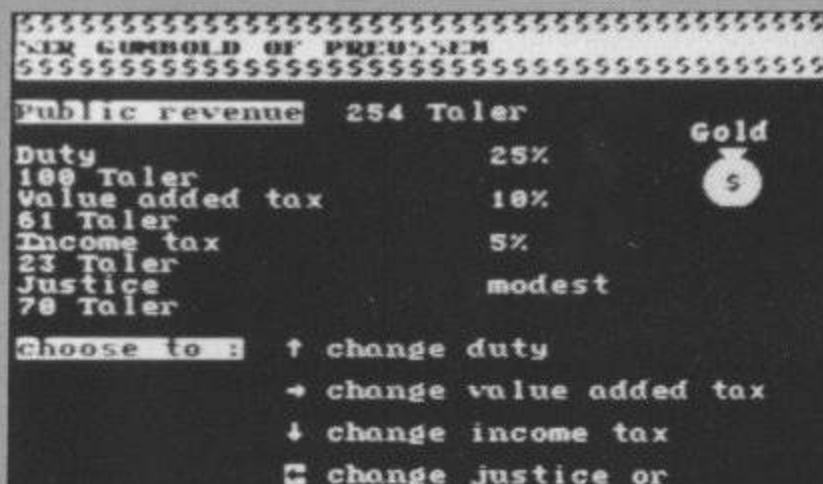 SIR GUMBOLD OF PREUSSEM
Public revenue 254 Taler
Gold
Duty 25%
100 Taler
$
Value added tax 10%
61 Taler
Income tax 5%
23 Taler
Justice modest
70 Taler
choose to : ↑ change duty
→ change value added tax
↓ change income tax
C change justice or